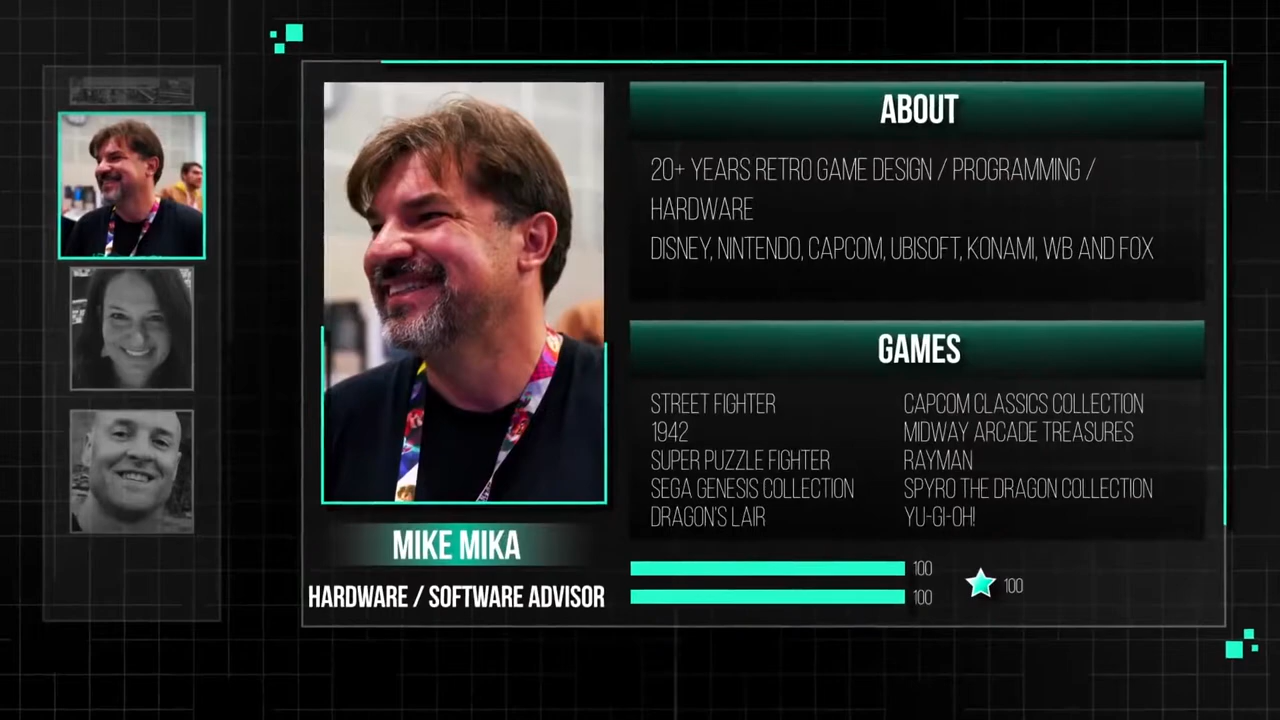 ABOUT
20+ YEARS RETRO GAME DESIGN / PROGRAMMING /
HARDWARE
DISNEY, NINTENDO, CAPCOM, UBISOFT, KONAMI, WB AND FOX
GAMES
STREET FIGHTER
1942
SUPER PUZZLE FIGHTER
SEGA GENESIS COLLECTION
DRAGON'S LAIR
CAPCOM CLASSICS COLLECTION
MIDWAY ARCADE TREASURES
RAYMAN
SPYRO THE DRAGON COLLECTION
YU-GI-OH!
MIKE MIKA
HARDWARE / SOFTWARE ADVISOR
100
100
100